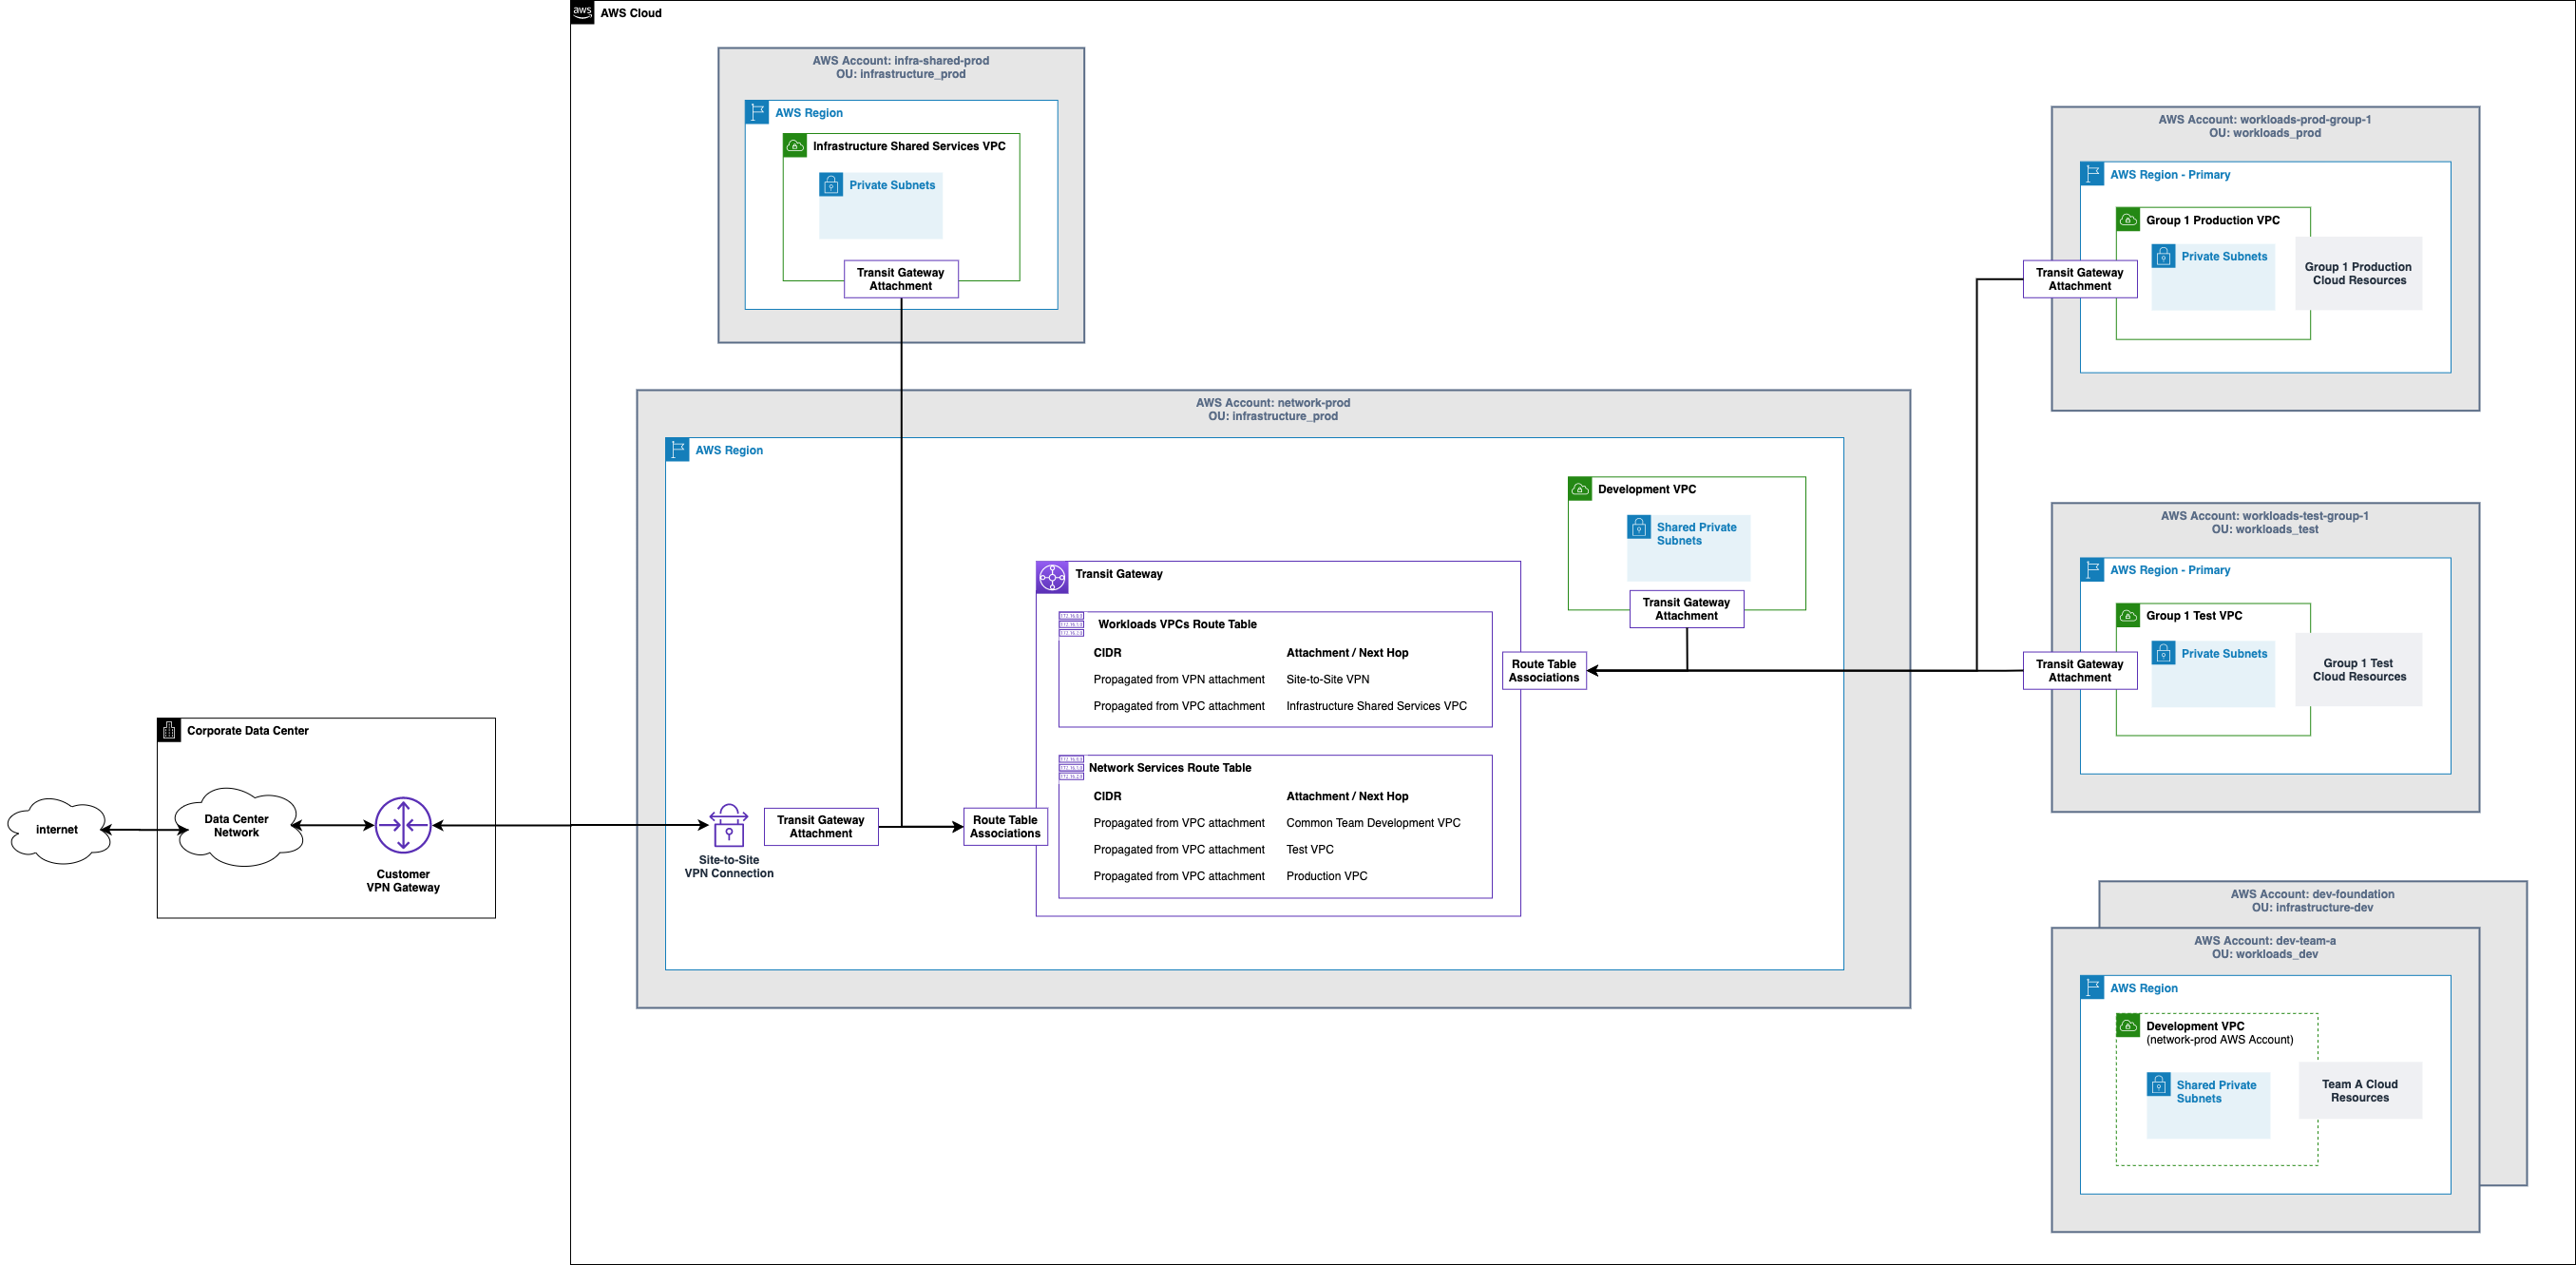 aws
AWS Cloud
AWS Account: infra-shared-prod
OU: infrastructure_prod
AWS Region
Infrastructure Shared Services VPC
Private Subnets
Transit Gateway
Attachment
AWS Account: workloads-prod-group-1
OU: workloads_prod
AWS Region - Primary
Group 1 Production VPC
Private Subnets
Group 1 Production
Cloud Resources
Transit Gateway
Attachment
AWS Account: network-prod
OU: infrastructure_prod
AWS Region
Development VPC
Shared Private
Subnets
Transit Gateway
Attachment
Transit Gateway
Workloads VPCs Route Table
CIDR Attachment / Next Hop
Propagated from VPN attachment Site-to-Site VPN
Propagated from VPC attachment Infrastructure Shared Services VPC
Route Table
Associations
Network Services Route Table
CIDR Attachment / Next Hop
Propagated from VPC attachment Common Team Development VPC
Propagated from VPC attachment Test VPC
Propagated from VPC attachment Production VPC
Route Table
Associations
Transit Gateway
Attachment
Site-to-Site
VPN Connection
AWS Account: workloads-test-group-1
OU: workloads_test
AWS Region - Primary
Group 1 Test VPC
Private Subnets
Group 1 Test
Cloud Resources
Transit Gateway
Attachment
Corporate Data Center
internet
Data Center
Network
Customer
VPN Gateway
AWS Account: dev-foundation
OU: infrastructure-dev
AWS Account: dev-team-a
OU: workloads_dev
AWS Region
Development VPC
(network-prod AWS Account)
Shared Private
Subnets
Team A Cloud
Resources